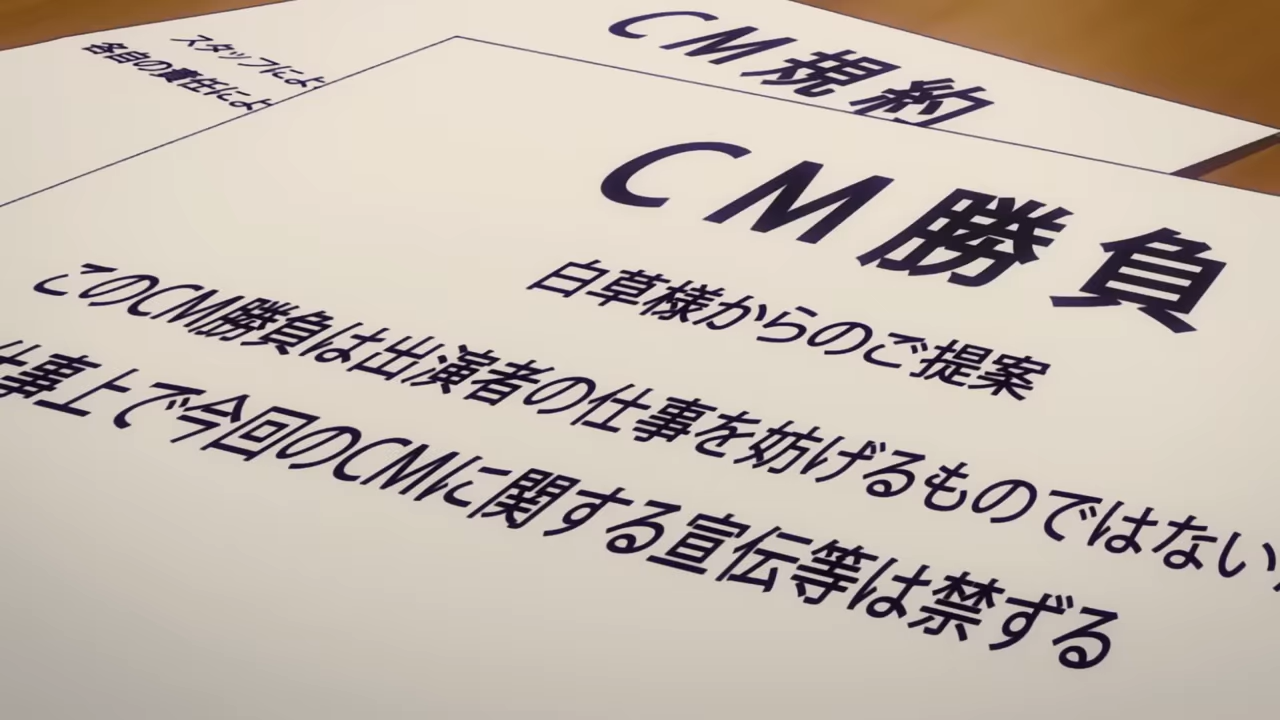 スタッフによ
各自の責任によ
CM規約
CM勝負
白草様からのご提案
このCM勝負は出演者の仕事を妨げるものではない
仕事上で今回のCMに関する宣伝等は禁ずる